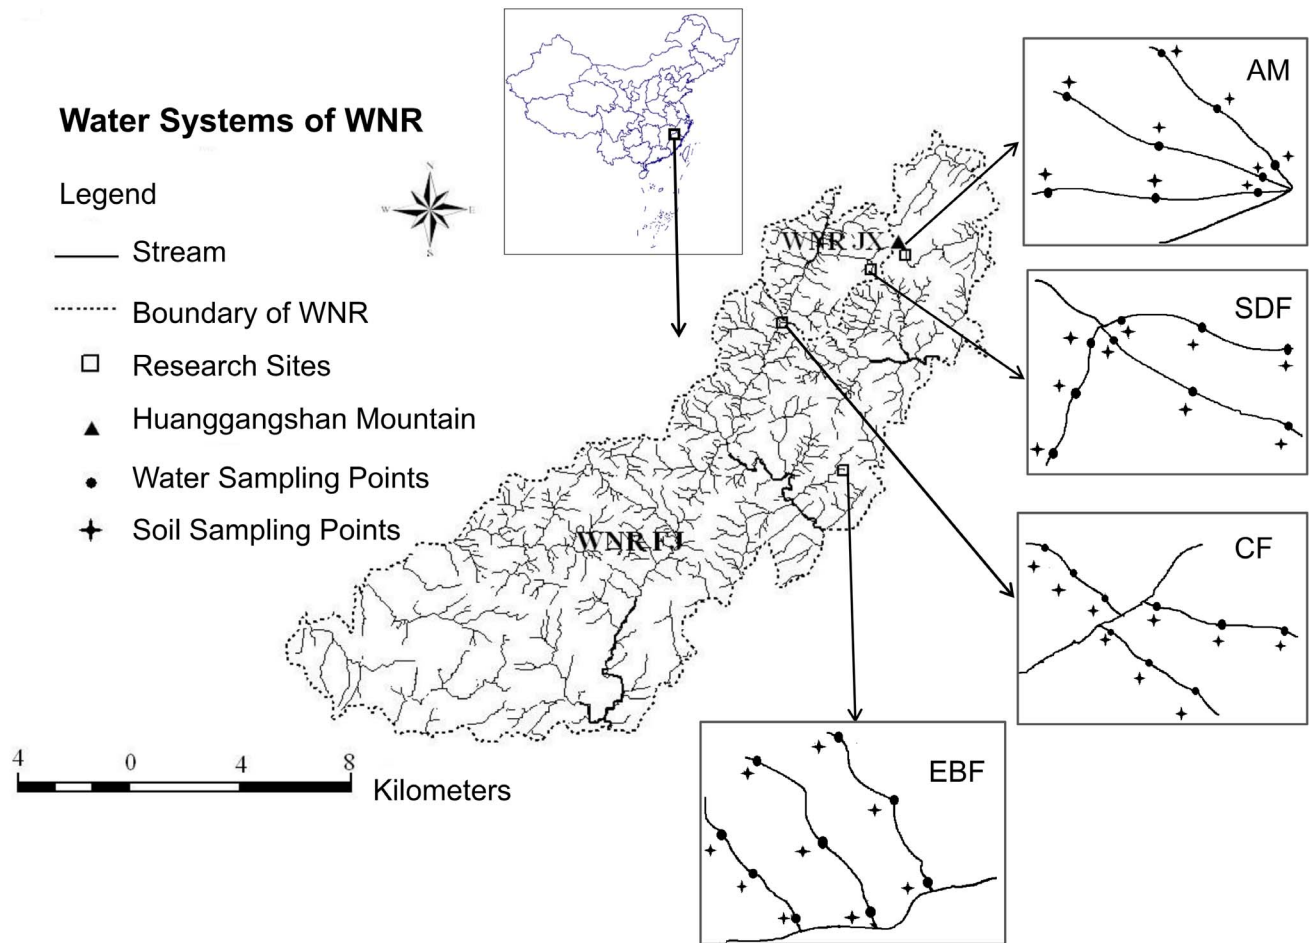 Water Systems of WNR
Legend
Stream
Boundary of WNR
Research Sites
Huanggangshan Mountain
Water Sampling Points
Soil Sampling Points
N
W
E
S
WNR JX
WNR FJ
AM
SDF
CF
EBF
4 0 4 8
Kilometers